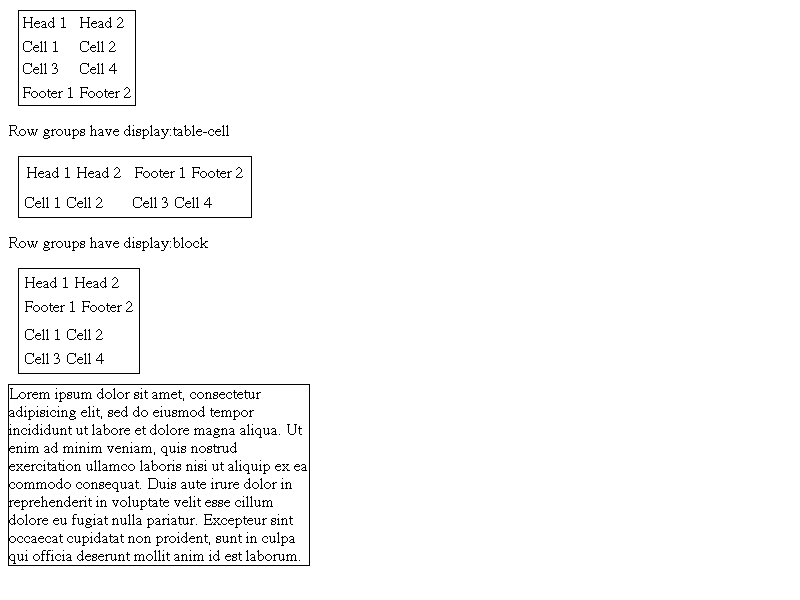 Head 1 Head 2
Cell 1 Cell 2
Cell 3 Cell 4
Footer 1 Footer 2
Row groups have display:table-cell
Head 1 Head 2 Footer 1 Footer 2
Cell 1 Cell 2 Cell 3 Cell 4
Row groups have display:block
Head 1 Head 2
Footer 1 Footer 2
Cell 1 Cell 2
Cell 3 Cell 4
Lorem ipsum dolor sit amet, consectetur
adipisicing elit, sed do eiusmod tempor
incididunt ut labore et dolore magna aliqua. Ut
enim ad minim veniam, quis nostrud
exercitation ullamco laboris nisi ut aliquip ex ea
commodo consequat. Duis aute irure dolor in
reprehenderit in voluptate velit esse cillum
dolore eu fugiat nulla pariatur. Excepteur sint
occaecat cupidatat non proident, sunt in culpa
qui officia deserunt mollit anim id est laborum.